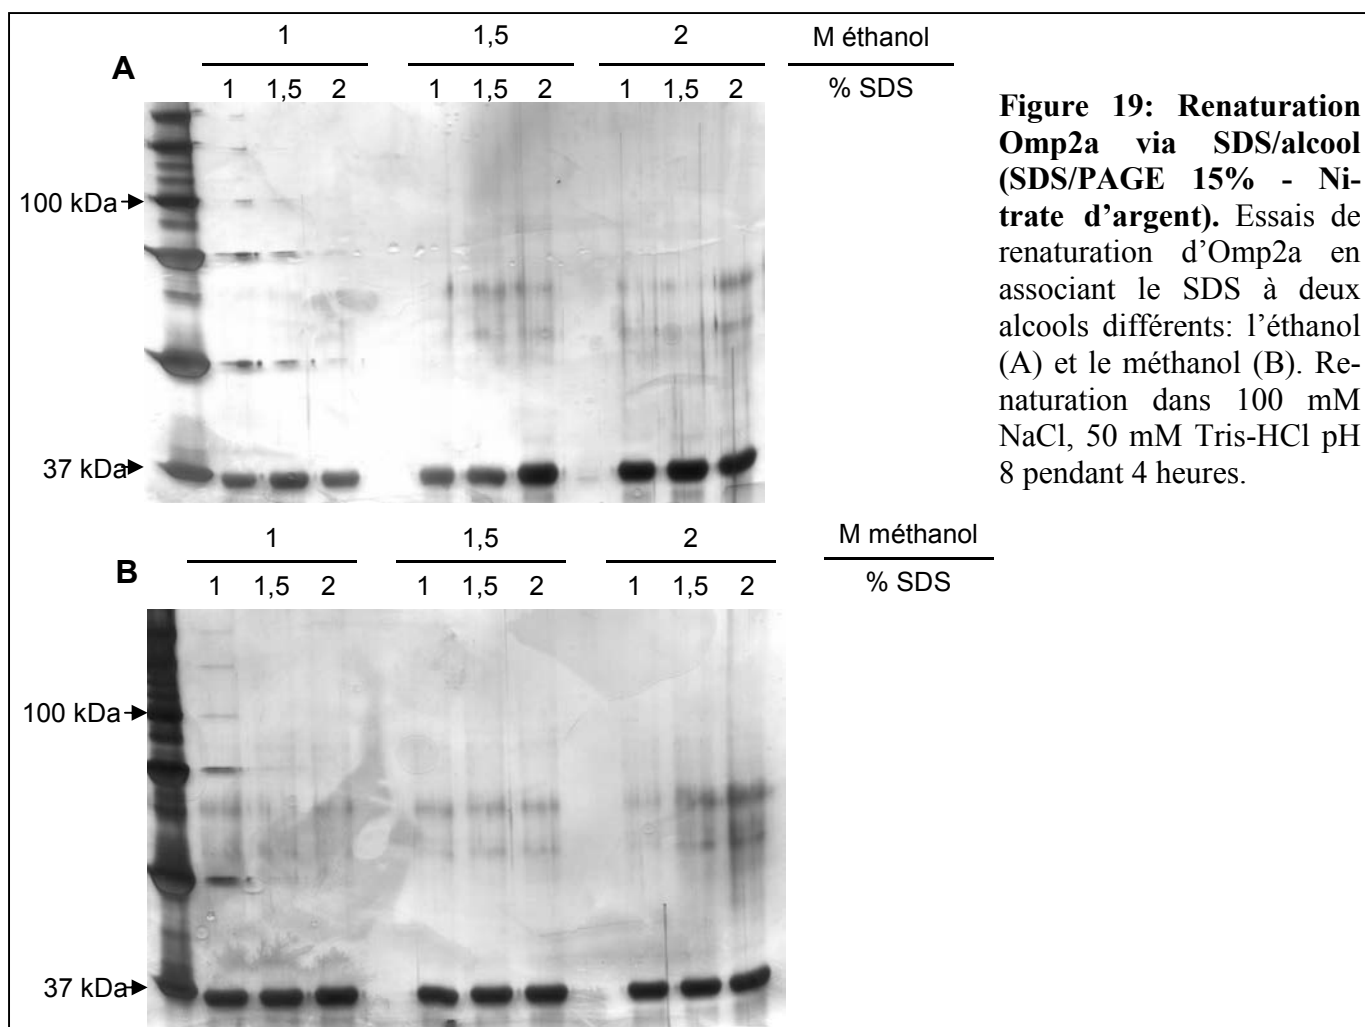 1 1,5 2 M éthanol
A
1 1,5 2 1 1,5 2 1 1,5 2 % SDS
100 kDa
37 kDa
Figure 19: Renaturation
Omp2a via SDS/alcool
(SDS/PAGE 15% - Ni-
trate d'argent). Essais de
renaturation d'Omp2a en
associant le SDS à deux
alcools différents: l'éthanol
(A) et le méthanol (B). Re-
naturation dans 100 mM
NaCl, 50 mM Tris-HCl pH
8 pendant 4 heures.
1 1,5 2 M méthanol
B
1 1,5 2 1 1,5 2 1 1,5 2 % SDS
100 kDa
37 kDa